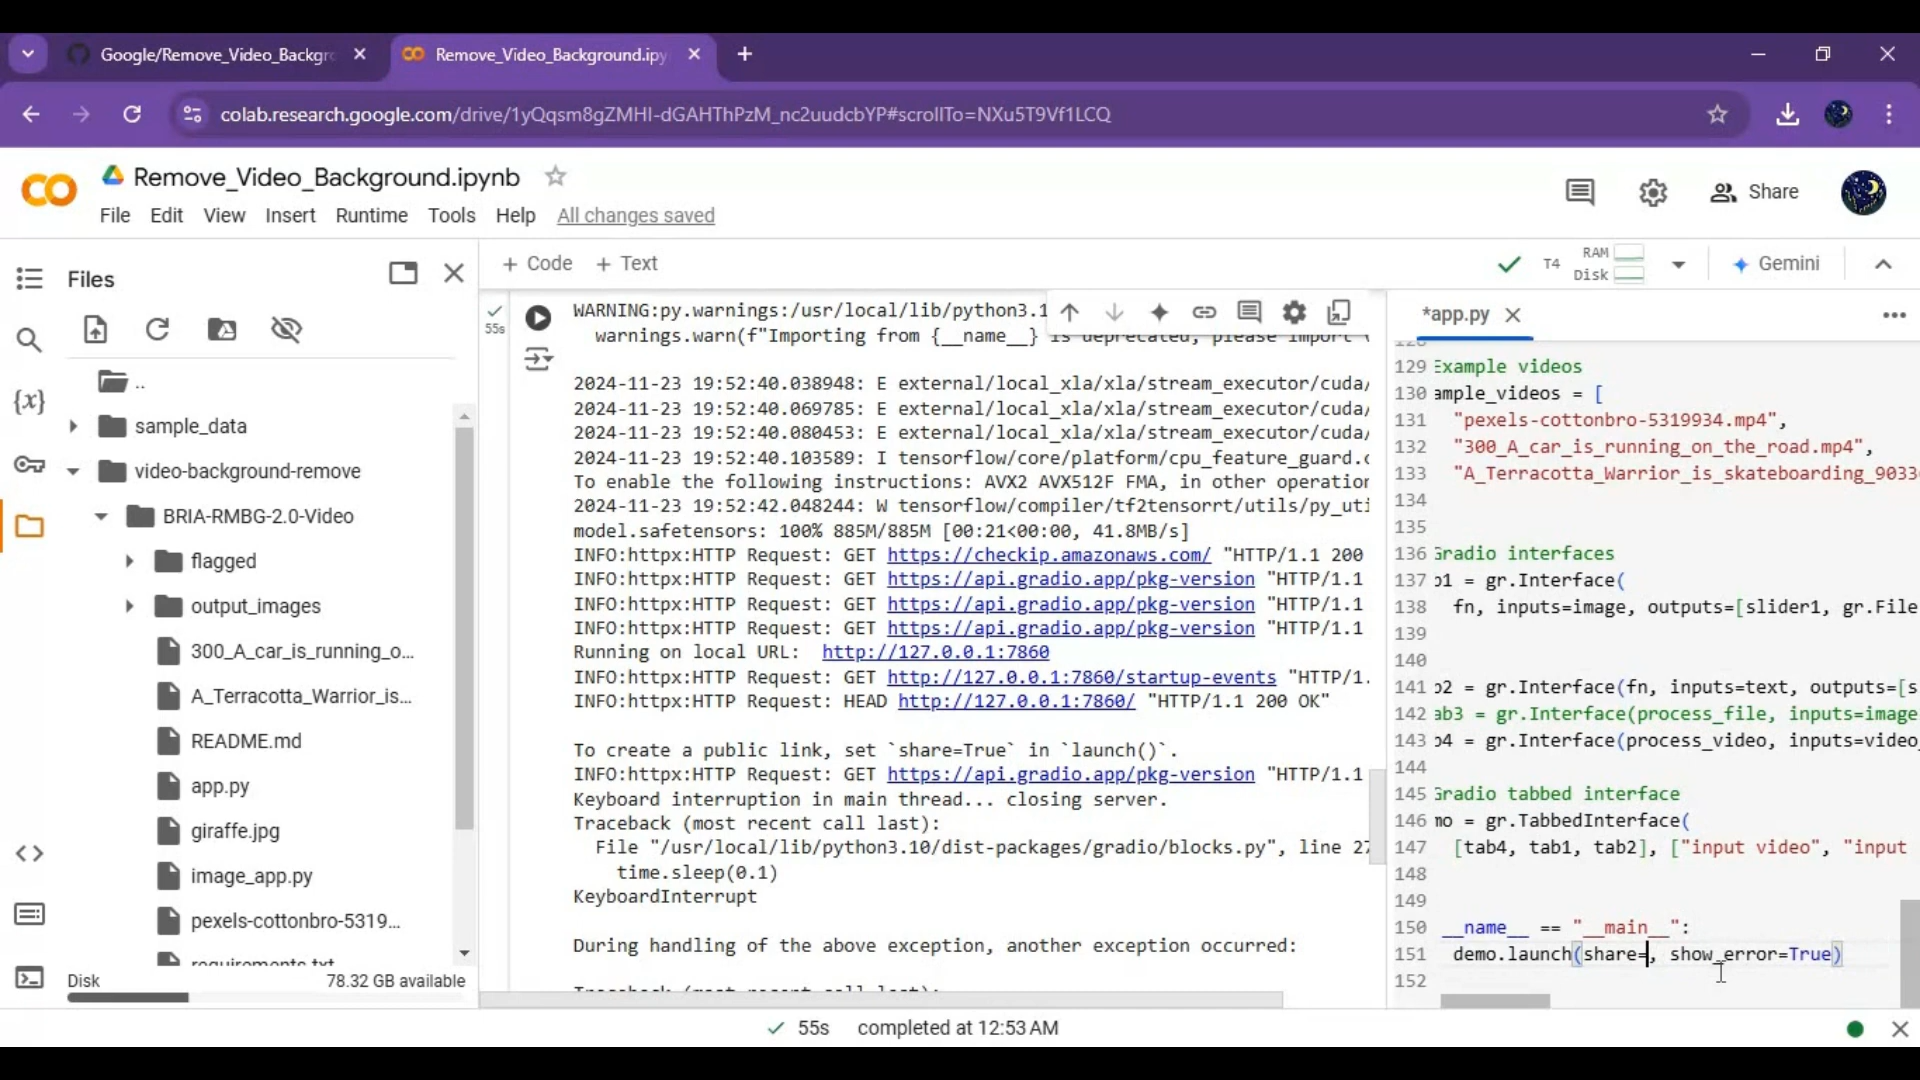 Google/Remove_Video_Backgr
Remove_Video_Background.ipy
colab.research.google.com/drive/1yQqsm8gZMHI-dGAHThPzM_nc2uudcbYP#scrollTo=NXu5T9Vf1LCQ
Remove_Video_Background.ipynb
File Edit View Insert Runtime Tools Help All changes saved
Share
Files
+ Code + Text
T4 RAM
Disk
Gemini
..
sample_data
video-background-remove
BRIA-RMBG-2.0-Video
flagged
output_images
300_A_car_is_running_o...
A_Terracotta_Warrior_is...
README.md
app.py
giraffe.jpg
image_app.py
pexels-cottonbro-5319...
requirements.txt
Disk 78.32 GB available
55s
WARNING:py.warnings:/usr/local/lib/python3.1
warnings.warn(f"Importing from {__name__} is deprecated, please import
2024-11-23 19:52:40.038948: E external/local_xla/xla/stream_executor/cuda/
2024-11-23 19:52:40.069785: E external/local_xla/xla/stream_executor/cuda/
2024-11-23 19:52:40.080453: E external/local_xla/xla/stream_executor/cuda/
2024-11-23 19:52:40.103589: I tensorflow/core/platform/cpu_feature_guard.c
To enable the following instructions: AVX2 AVX512F FMA, in other operation
2024-11-23 19:52:42.048244: W tensorflow/compiler/tf2tensorrt/utils/py_uti
model.safetensors: 100% 885M/885M [00:21<00:00, 41.8MB/s]
INFO:httpx:HTTP Request: GET https://checkip.amazonaws.com/ "HTTP/1.1 200
INFO:httpx:HTTP Request: GET https://api.gradio.app/pkg-version "HTTP/1.1
INFO:httpx:HTTP Request: GET https://api.gradio.app/pkg-version "HTTP/1.1
INFO:httpx:HTTP Request: GET https://api.gradio.app/pkg-version "HTTP/1.1
Running on local URL: http://127.0.0.1:7860
INFO:httpx:HTTP Request: GET http://127.0.0.1:7860/startup-events "HTTP/1.
INFO:httpx:HTTP Request: HEAD http://127.0.0.1:7860/ "HTTP/1.1 200 OK"
To create a public link, set `share=True` in `launch()`.
INFO:httpx:HTTP Request: GET https://api.gradio.app/pkg-version "HTTP/1.1
Keyboard interruption in main thread... closing server.
Traceback (most recent call last):
File "/usr/local/lib/python3.10/dist-packages/gradio/blocks.py", line 27
time.sleep(0.1)
KeyboardInterrupt
During handling of the above exception, another exception occurred:
Traceback (most recent call last):
*app.py
128
129 Example videos
130 ample_videos = [
131 "pexels-cottonbro-5319934.mp4",
132 "300_A_car_is_running_on_the_road.mp4",
133 "A_Terracotta_Warrior_is_skateboarding_9033
134
135
136 Gradio interfaces
137 b1 = gr.Interface(
138 fn, inputs=image, outputs=[slider1, gr.File
139
140
141 b2 = gr.Interface(fn, inputs=text, outputs=[s
142 ab3 = gr.Interface(process_file, inputs=image
143 b4 = gr.Interface(process_video, inputs=video_
144
145 Gradio tabbed interface
146 mo = gr.TabbedInterface(
147 [tab4, tab1, tab2], ["input video", "input
148
149
150 __name__ == "__main__":
151 demo.launch(share=, show_error=True)
152
55s completed at 12:53 AM